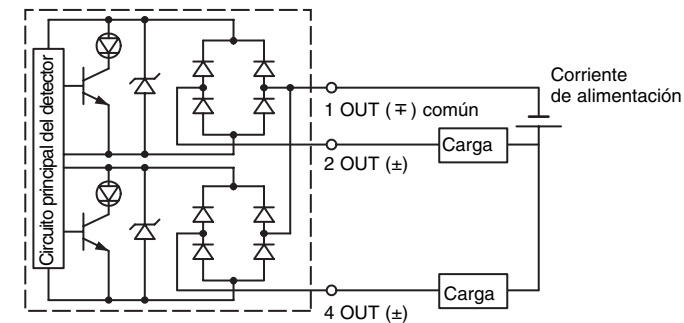 Circuito principal del detector
1 OUT (∓) común
2 OUT (±)
Carga
Corriente
de alimentación
Carga
4 OUT (±)